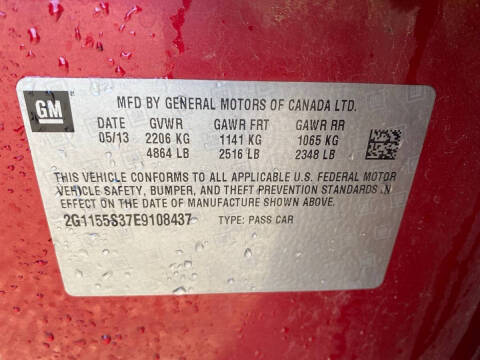 GM
MFD BY GENERAL MOTORS OF CANADA LTD.
DATE GVWR GAWR FRT GAWR RR
05/13 2206 KG 1141 KG 1065 KG
4864 LB 2516 LB 2348 LB
THIS VEHICLE CONFORMS TO ALL APPLICABLE U.S. FEDERAL MOTOR
VEHICLE SAFETY, BUMPER, AND THEFT PREVENTION STANDARDS IN
EFFECT ON THE DATE OF MANUFACTURE SHOWN ABOVE.
2G1155S37E9108437 TYPE: PASS CAR